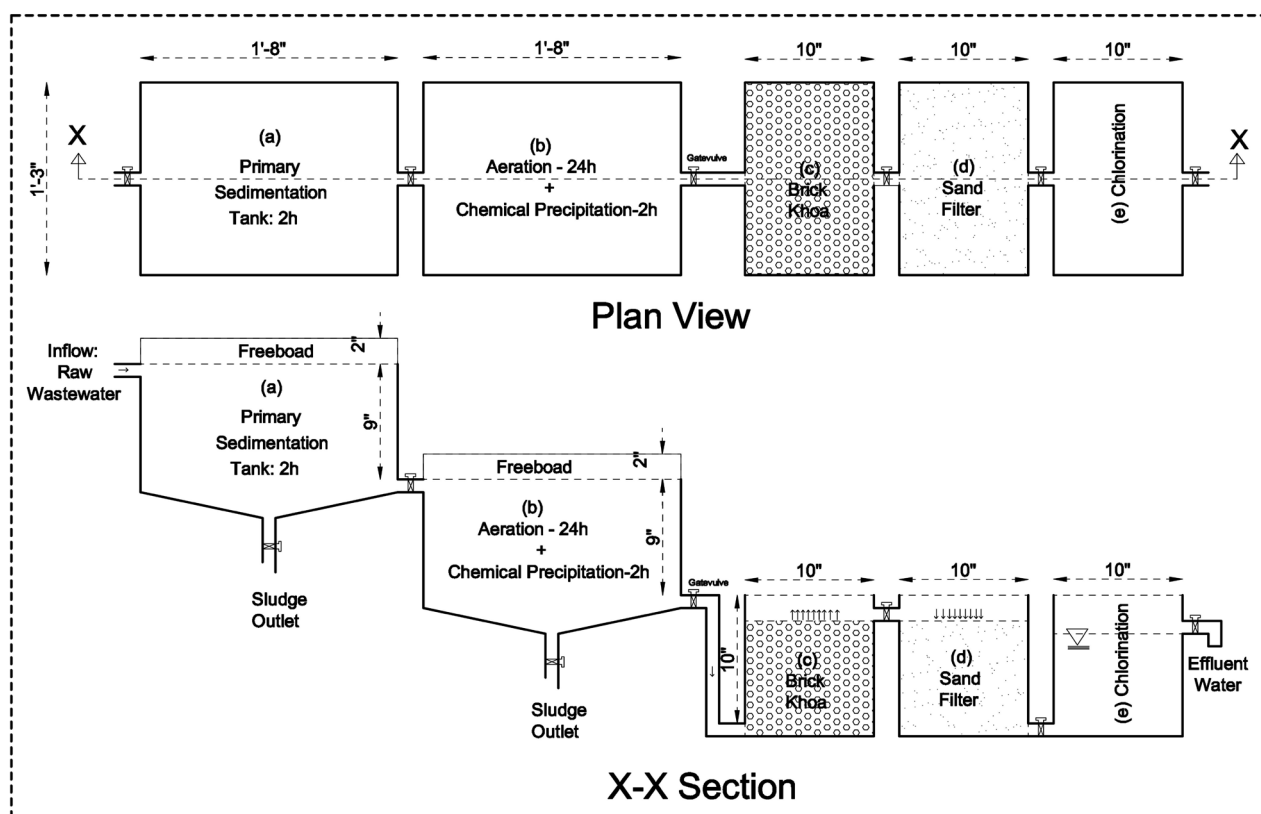 1'-8"
1'-8"
10"
10"
10"
1'-3"
X
X
(a)
Primary
Sedimentation
Tank: 2h
(b)
Aeration - 24h
+
Chemical Precipitation-2h
Gatevulve
(c)
Brick
Khoa
(d)
Sand
Filter
(e) Chlorination
Plan View
Inflow:
Raw
Wastewater
Freeboad
2"
(a)
Primary
Sedimentation
Tank: 2h
9"
Sludge
Outlet
Freeboad
2"
(b)
Aeration - 24h
+
Chemical Precipitation-2h
9"
Sludge
Outlet
Gatevulve
10"
10"
10"
10"
(c)
Brick
Khoa
(d)
Sand
Filter
(e) Chlorination
Effluent
Water
X-X Section